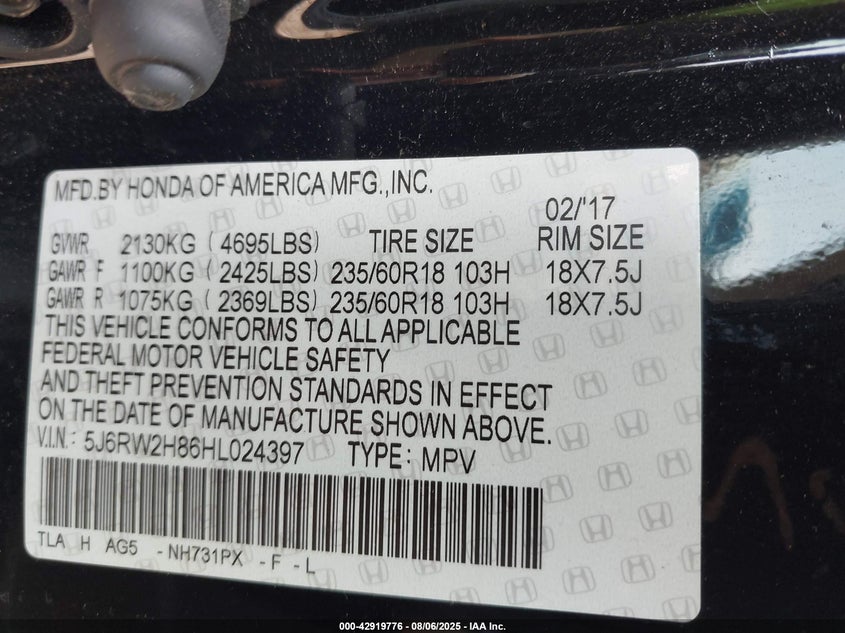 MFD.BY HONDA OF AMERICA MFG.,INC.
02/'17
GVWR 2130KG (4695LBS) TIRE SIZE RIM SIZE
GAWR F 1100KG (2425LBS) 235/60R18 103H 18X7.5J
GAWR R 1075KG (2369LBS) 235/60R18 103H 18X7.5J
THIS VEHICLE CONFORMS TO ALL APPLICABLE
FEDERAL MOTOR VEHICLE SAFETY
AND THEFT PREVENTION STANDARDS IN EFFECT
ON THE DATE OF MANUFACTURE SHOWN ABOVE.
V.I.N.: 5J6RW2H86HL024397 TYPE: MPV
TLA H AG5 -NH731PX -F -L
000-42919776 - 08/06/2025 - IAA Inc.